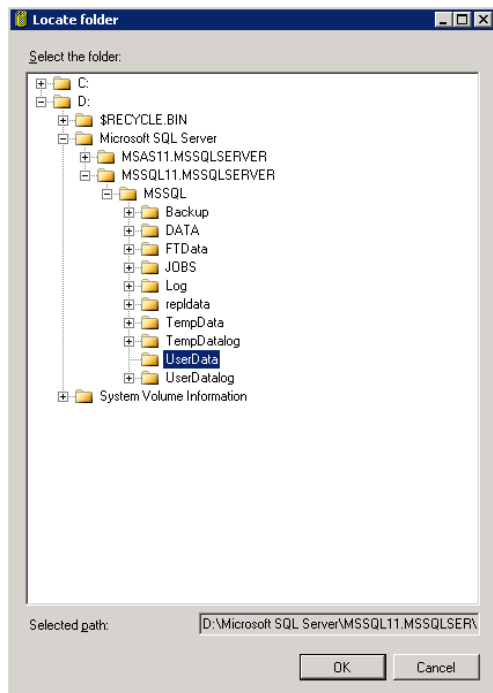 Locate folder
Select the folder:
C:
D:
$RECYCLE.BIN
Microsoft SQL Server
MSAS11.MSSQLSERVER
MSSQL11.MSSQLSERVER
MSSQL
Backup
DATA
FTData
JOBS
Log
repldata
TempData
TempDatalog
UserData
UserDatalog
System Volume Information
Selected path: D:\Microsoft SQL Server\MSSQL11.MSSQLSER\
OK Cancel